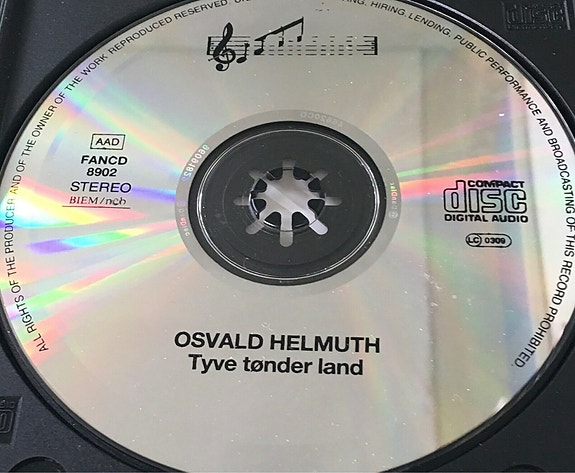 ALL RIGHTS OF THE PRODUCER AND OF THE OWNER OF THE WORK REPRODUCED RESERVED. HIRING, LENDING, PUBLIC PERFORMANCE AND BROADCASTING OF THIS RECORD PROHIBITED.
AAD
FANCD
8902
STEREO
BIEM/ncb
COMPACT
disc
DIGITAL AUDIO
LC 0309
OSVALD HELMUTH
Tyve tønder land